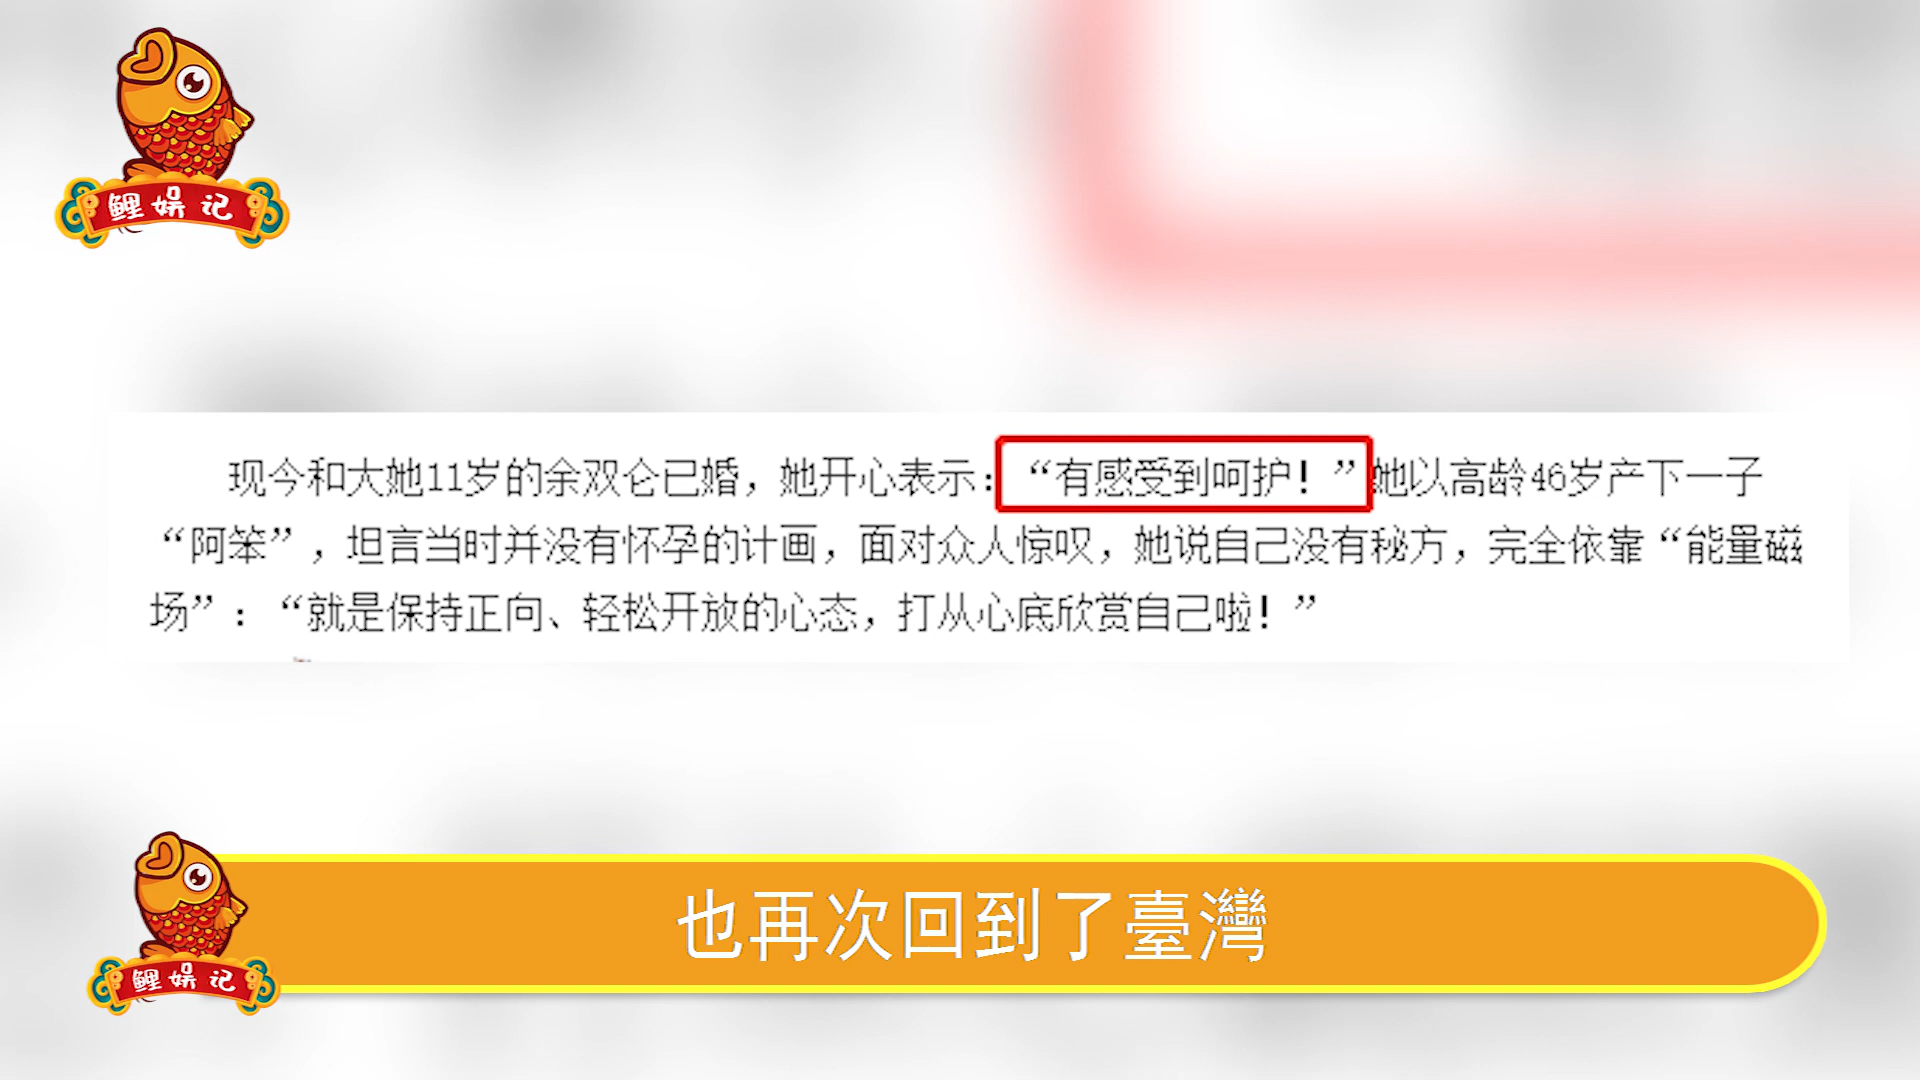 鲤娱记
现今和大她11岁的余双仑已婚，她开心表示：“有感受到呵护！”她以高龄46岁产下一子
“阿笨”，坦言当时并没有怀孕的计画，面对众人惊叹，她说自己没有秘方，完全依靠“能量磁
场”：“就是保持正向、轻松开放的心态，打从心底欣赏自己啦！”
也再次回到了臺灣
鲤娱记